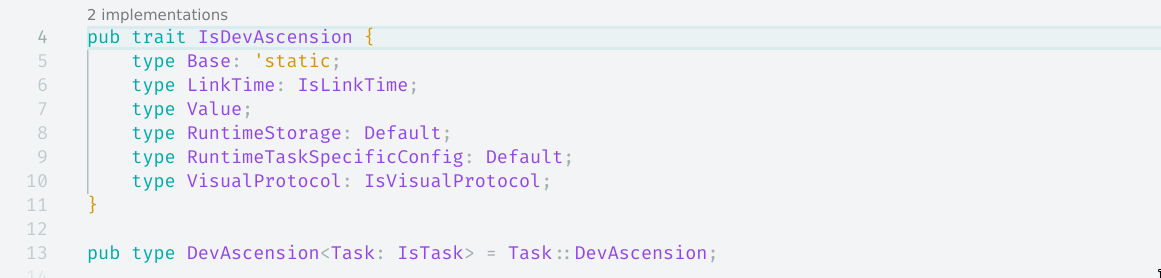 2 implementations
4 pub trait IsDevAscension {
5     type Base: 'static;
6     type LinkTime: IsLinkTime;
7     type Value;
8     type RuntimeStorage: Default;
9     type RuntimeTaskSpecificConfig: Default;
10     type VisualProtocol: IsVisualProtocol;
11 }
12
13 pub type DevAscension<Task: IsTask> = Task::DevAscension;
14